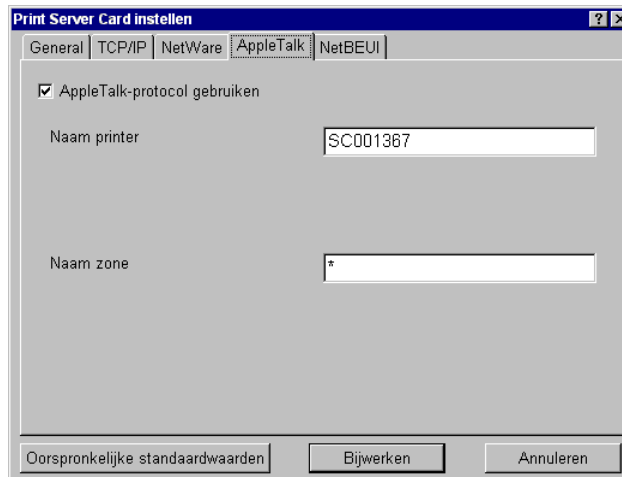 Print Server Card instellen
General TCP/IP NetWare AppleTalk NetBEUI
AppleTalk-protocol gebruiken
Naam printer SC001367
Naam zone *
Oorspronkelijke standaardwaarden Bijwerken Annuleren